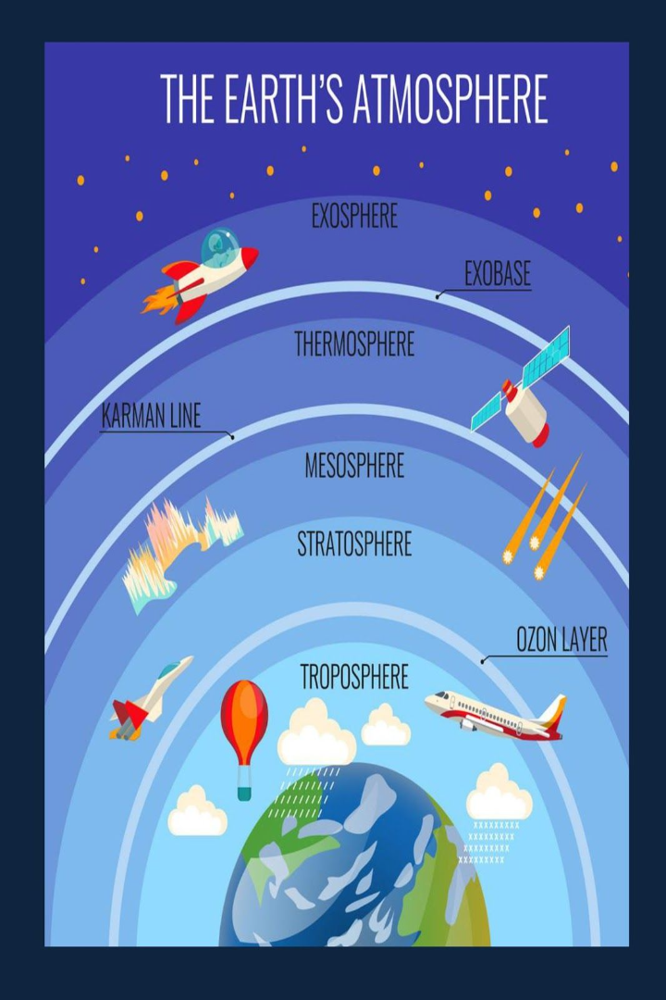 THE EARTH'S ATMOSPHERE
EXOSPHERE
EXOBASE
THERMOSPHERE
KARMAN LINE
MESOSPHERE
STRATOSPHERE
OZON LAYER
TROPOSPHERE